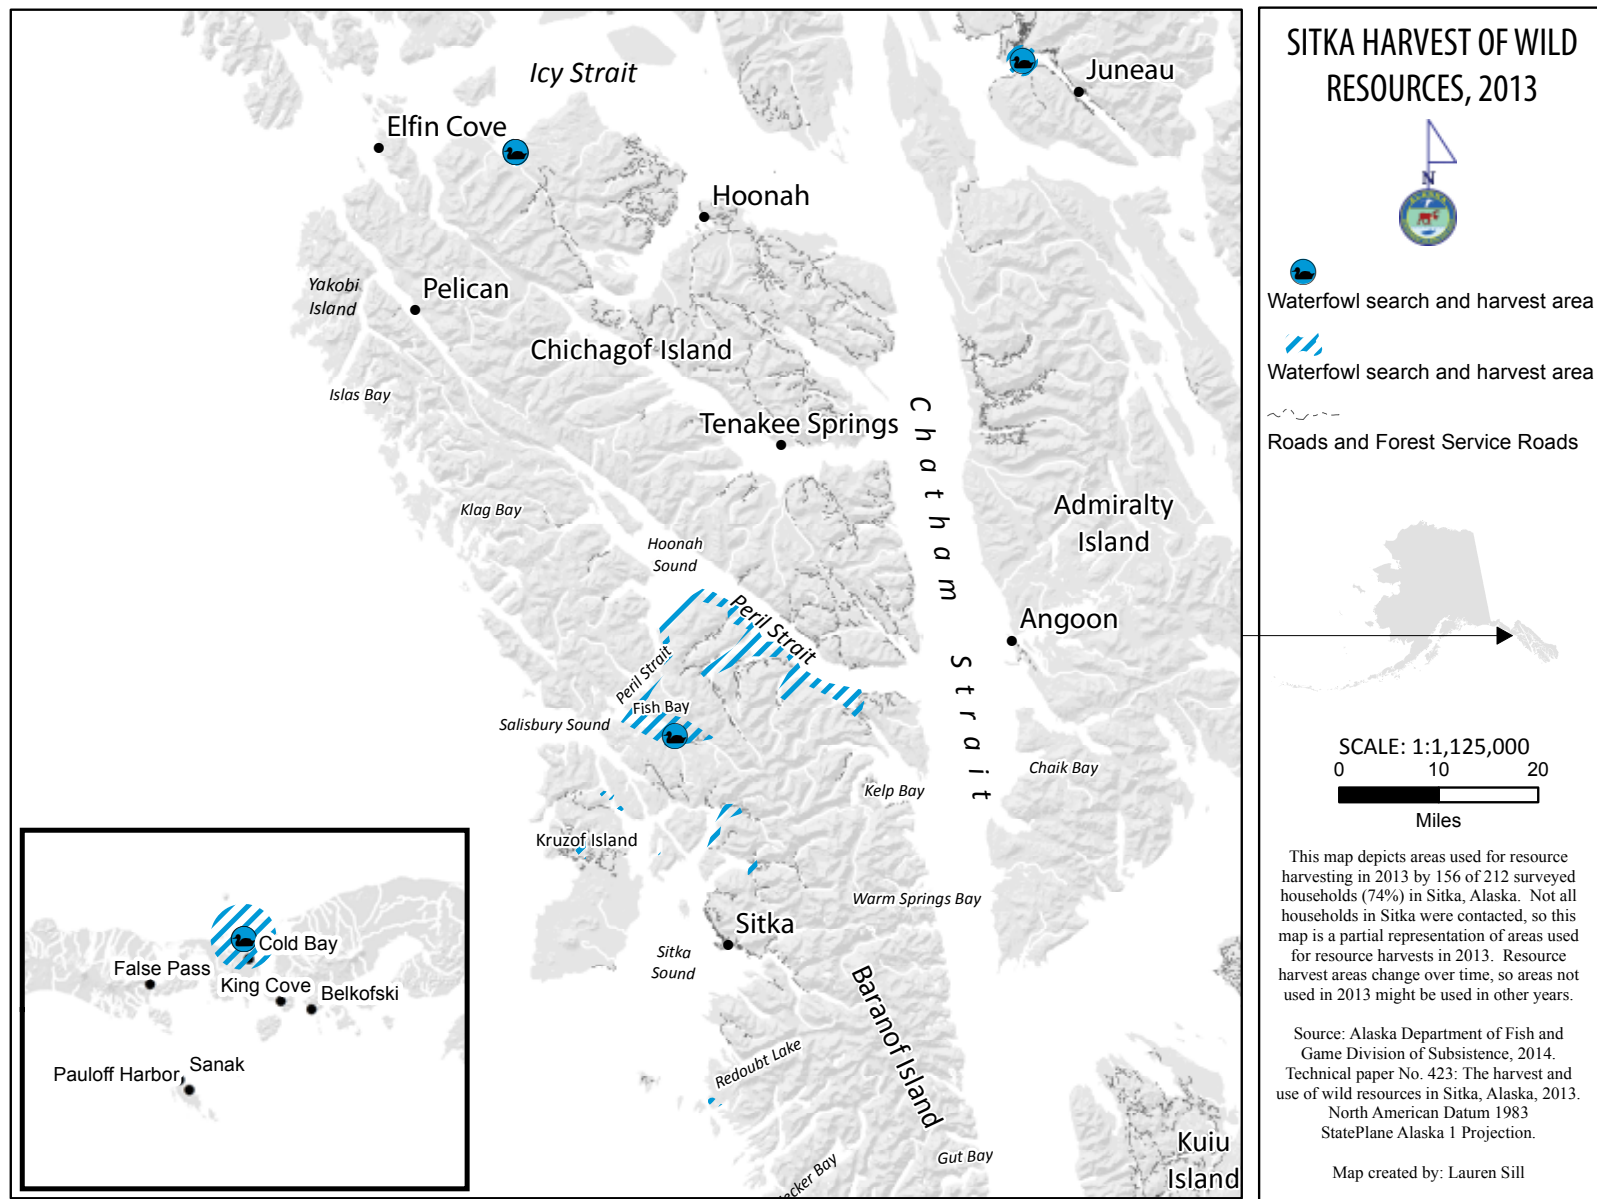 Icy Strait
Juneau
Elfin Cove
Hoonah
Yakobi
Island
Pelican
Chichagof Island
Islas Bay
Tenakee Springs
Chatham Strait
Klag Bay
Admiralty
Island
Hoonah
Sound
Peril Strait
Angoon
Peril Strait
Fish Bay
Salisbury Sound
Chaik Bay
Kelp Bay
Kruzof Island
Warm Springs Bay
Sitka
Sitka
Sound
Baranof Island
Redoubt Lake
Gut Bay
ecker Bay
Kuiu
Island
Cold Bay
False Pass
King Cove
Belkofski
Sanak
Pauloff Harbor
SITKA HARVEST OF WILD
RESOURCES, 2013
N
Waterfowl search and harvest area
Waterfowl search and harvest area
Roads and Forest Service Roads
SCALE: 1:1,125,000
0 10 20
Miles
This map depicts areas used for resource
harvesting in 2013 by 156 of 212 surveyed
households (74%) in Sitka, Alaska. Not all
households in Sitka were contacted, so this
map is a partial representation of areas used
for resource harvests in 2013. Resource
harvest areas change over time, so areas not
used in 2013 might be used in other years.
Source: Alaska Department of Fish and
Game Division of Subsistence, 2014.
Technical paper No. 423: The harvest and
use of wild resources in Sitka, Alaska, 2013.
North American Datum 1983
StatePlane Alaska 1 Projection.
Map created by: Lauren Sill